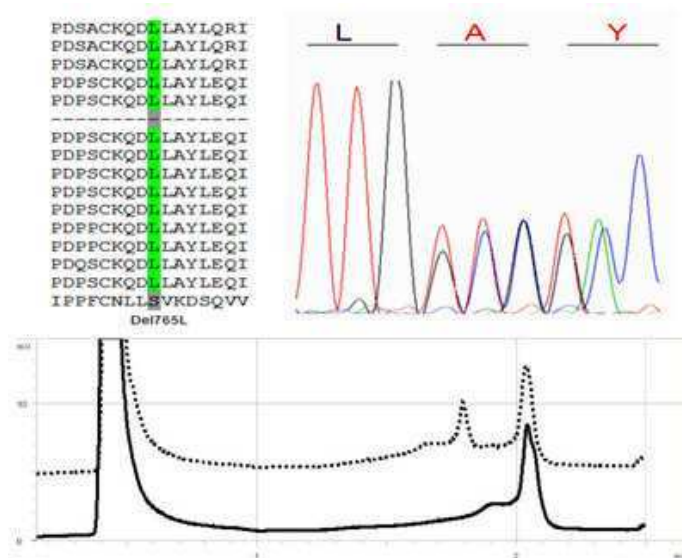 PDSACKQDLLAYLQRI
PDSACKQDLLAYLQRI
PDSACKQDLLAYLQRI
PDPSCKQDLLAYLEQI
PDPSCKQDLLAYLEQI
----------------
PDPSCKQDLLAYLEQI
PDPSCKQDLLAYLEQI
PDPSCKQDLLAYLEQI
PDPSCKQDLLAYLEQI
PDPSCKQDLLAYLEQI
PDPPCKQDLLAYLEQI
PDPPCKQDLLAYLEQI
PDQSCKQDLLAYLEQI
PDPSCKQDLLAYLEQI
IPPFCNLLSVKDSQVV
Del765L
L A Y